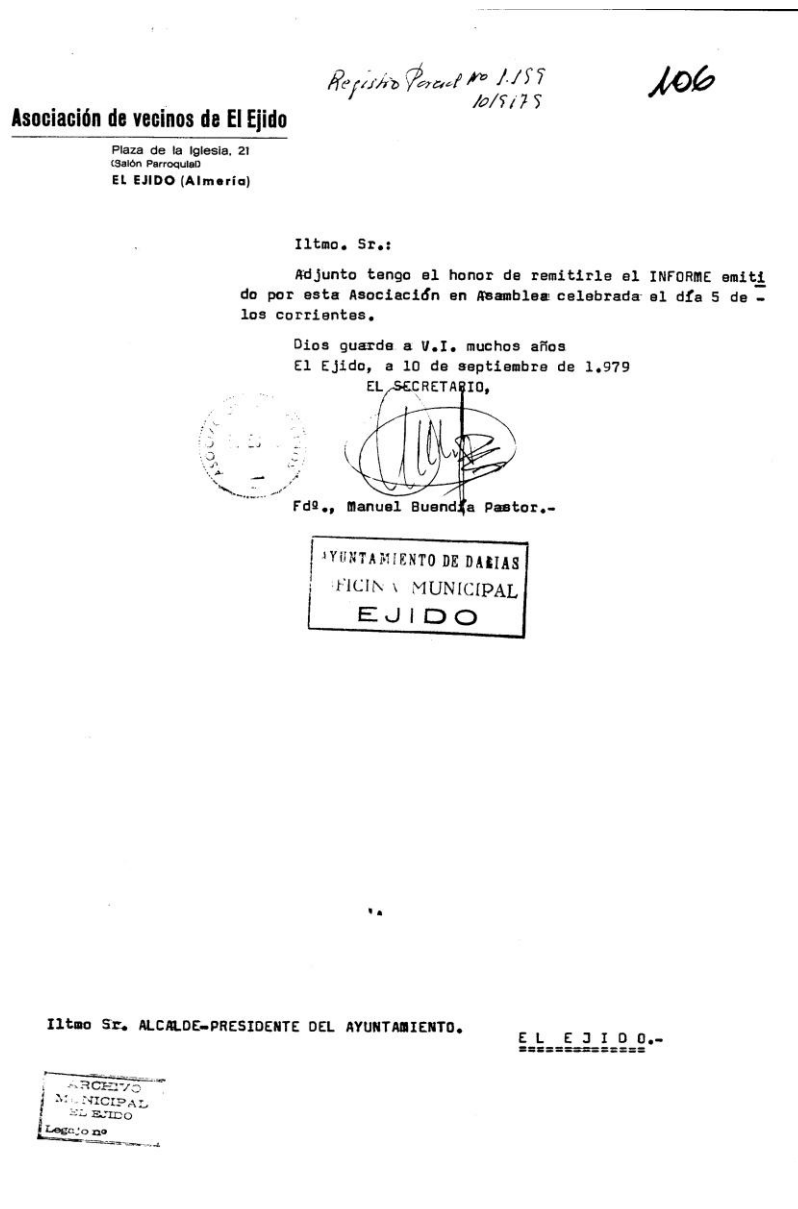 Registro Parcial Nº 1.159
10/9/79
106
Asociación de vecinos de El Ejido
Plaza de la Iglesia, 21
(Salón Parroquial)
EL EJIDO (Almería)
Iltmo. Sr.:
Adjunto tengo el honor de remitirle el INFORME emiti
do por esta Asociación en Asamblea celebrada el día 5 de -
los corrientes.
Dios guarde a V.I. muchos años
El Ejido, a 10 de septiembre de 1.979
EL SECRETARIO,
Fdº., Manuel Buendía Pastor.-
AYUNTAMIENTO DE DALIAS
OFICINA MUNICIPAL
EJIDO
Iltmo Sr. ALCALDE-PRESIDENTE DEL AYUNTAMIENTO.
E L E J I D O.-
ARCHIVO
MUNICIPAL
EL EJIDO
Legajo nº